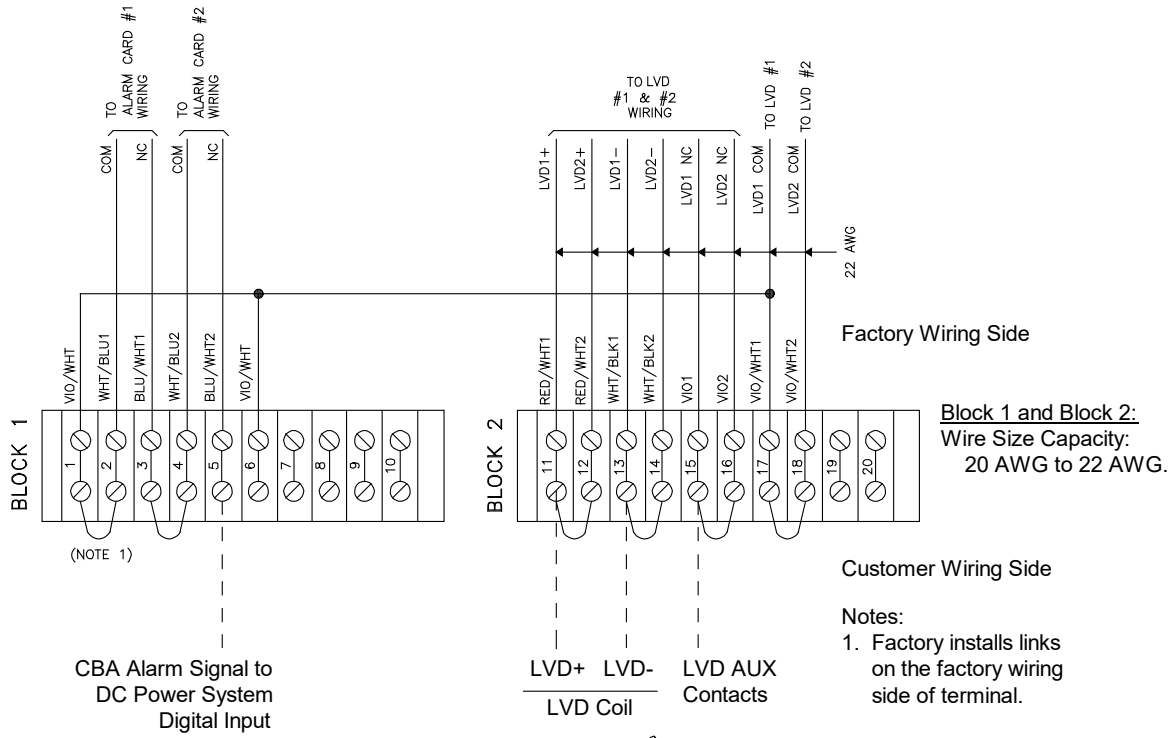 TO
ALARM CARD #1
WIRING
TO
ALARM CARD #2
WIRING
COM
NC
COM
NC
TO LVD
#1 & #2
WIRING
TO LVD #1
TO LVD #2
LVD1+
LVD2+
LVD1-
LVD2-
LVD1 NC
LVD2 NC
LVD1 COM
LVD2 COM
22 AWG
VIO/WHT
WHT/BLU1
BLU/WHT1
WHT/BLU2
BLU/WHT2
VIO/WHT
RED/WHT1
RED/WHT2
WHT/BLK1
WHT/BLK2
VIO1
VIO2
VIO/WHT1
VIO/WHT2
Factory Wiring Side
BLOCK 1
1
2
3
4
5
6
7
8
9
10
BLOCK 2
11
12
13
14
15
16
17
18
19
20
Block 1 and Block 2:
Wire Size Capacity:
20 AWG to 22 AWG.
(NOTE 1)
Customer Wiring Side
CBA Alarm Signal to
DC Power System
Digital Input
LVD+ LVD-
LVD Coil
LVD AUX
Contacts
Notes:
1. Factory installs links
on the factory wiring
side of terminal.